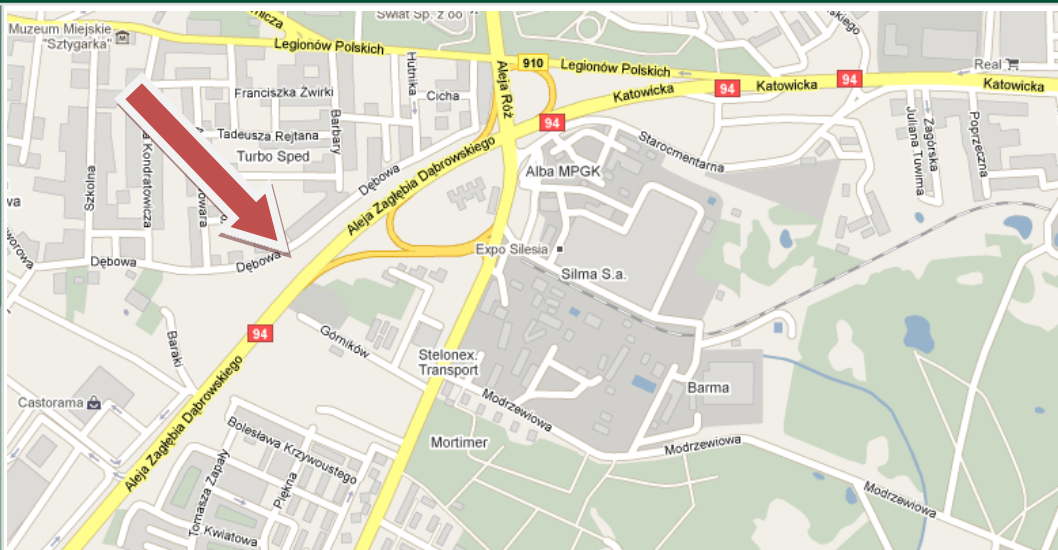 Świat Sp. z oo
Muzeum Miejskie
"Sztygarka"
Legionów Polskich
Aleja Róż
910
Legionów Polskich
Real
94
94
Katowicka
Katowicka
Katowicka
Hutnika
Franciszka Żwirki
Cicha
94
Barbary
Tadeusza Rejtana
Turbo Sped
Starocmentarna
Juliana Tuwima
Zagórska
Poprzeczna
Szkolna
a Kondratowicza
Dębowa
Alba MPGK
Aleja Zagłębia Dąbrowskiego
Expo Silesia
Dębowa
Dębowa
Silma S.a.
94
Baraki
Górników
Stelonex.
Transport
Barma
Castorama
Aleja Zagłębia Dąbrowskiego
Modrzewiowa
Bolesława Krzywoustego
Mortimer
Modrzewiowa
Tomasza Zapały
Piękna
Modrzewiowa
Kwiatowa